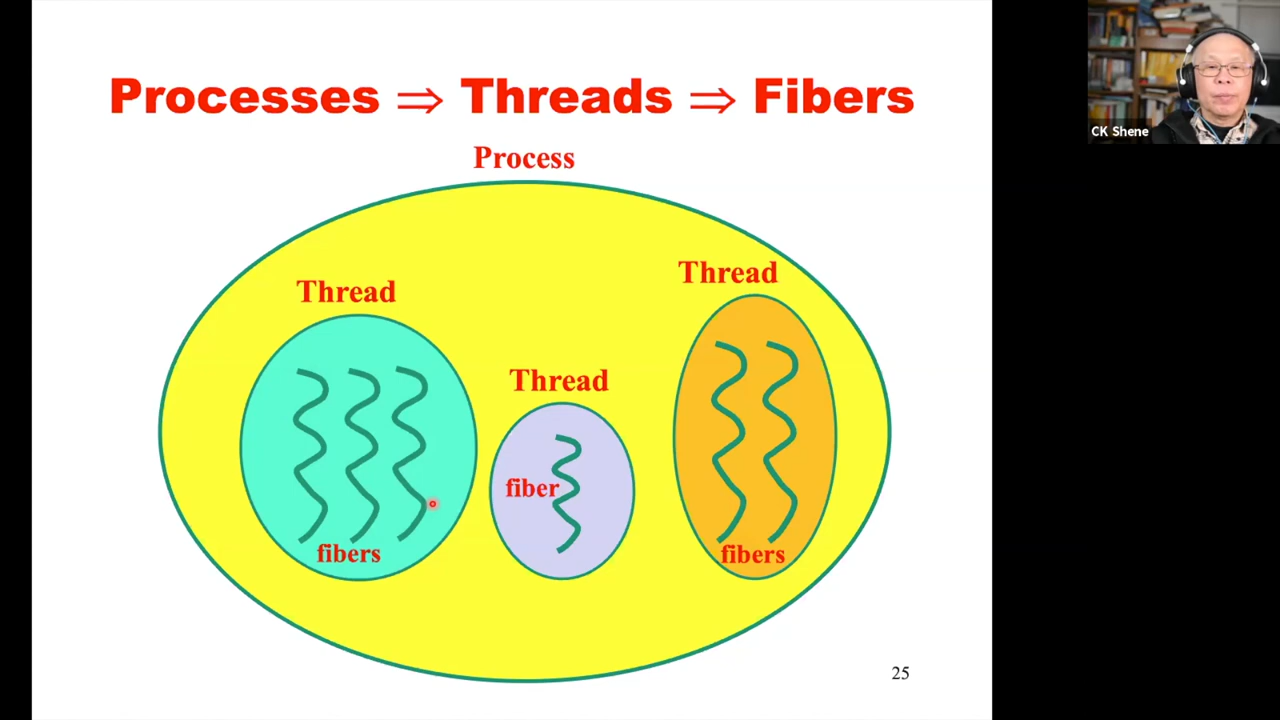 Processes ⇒ Threads ⇒ Fibers
CK Shene
Process
Thread
Thread
Thread
fiber
fibers
fibers
25